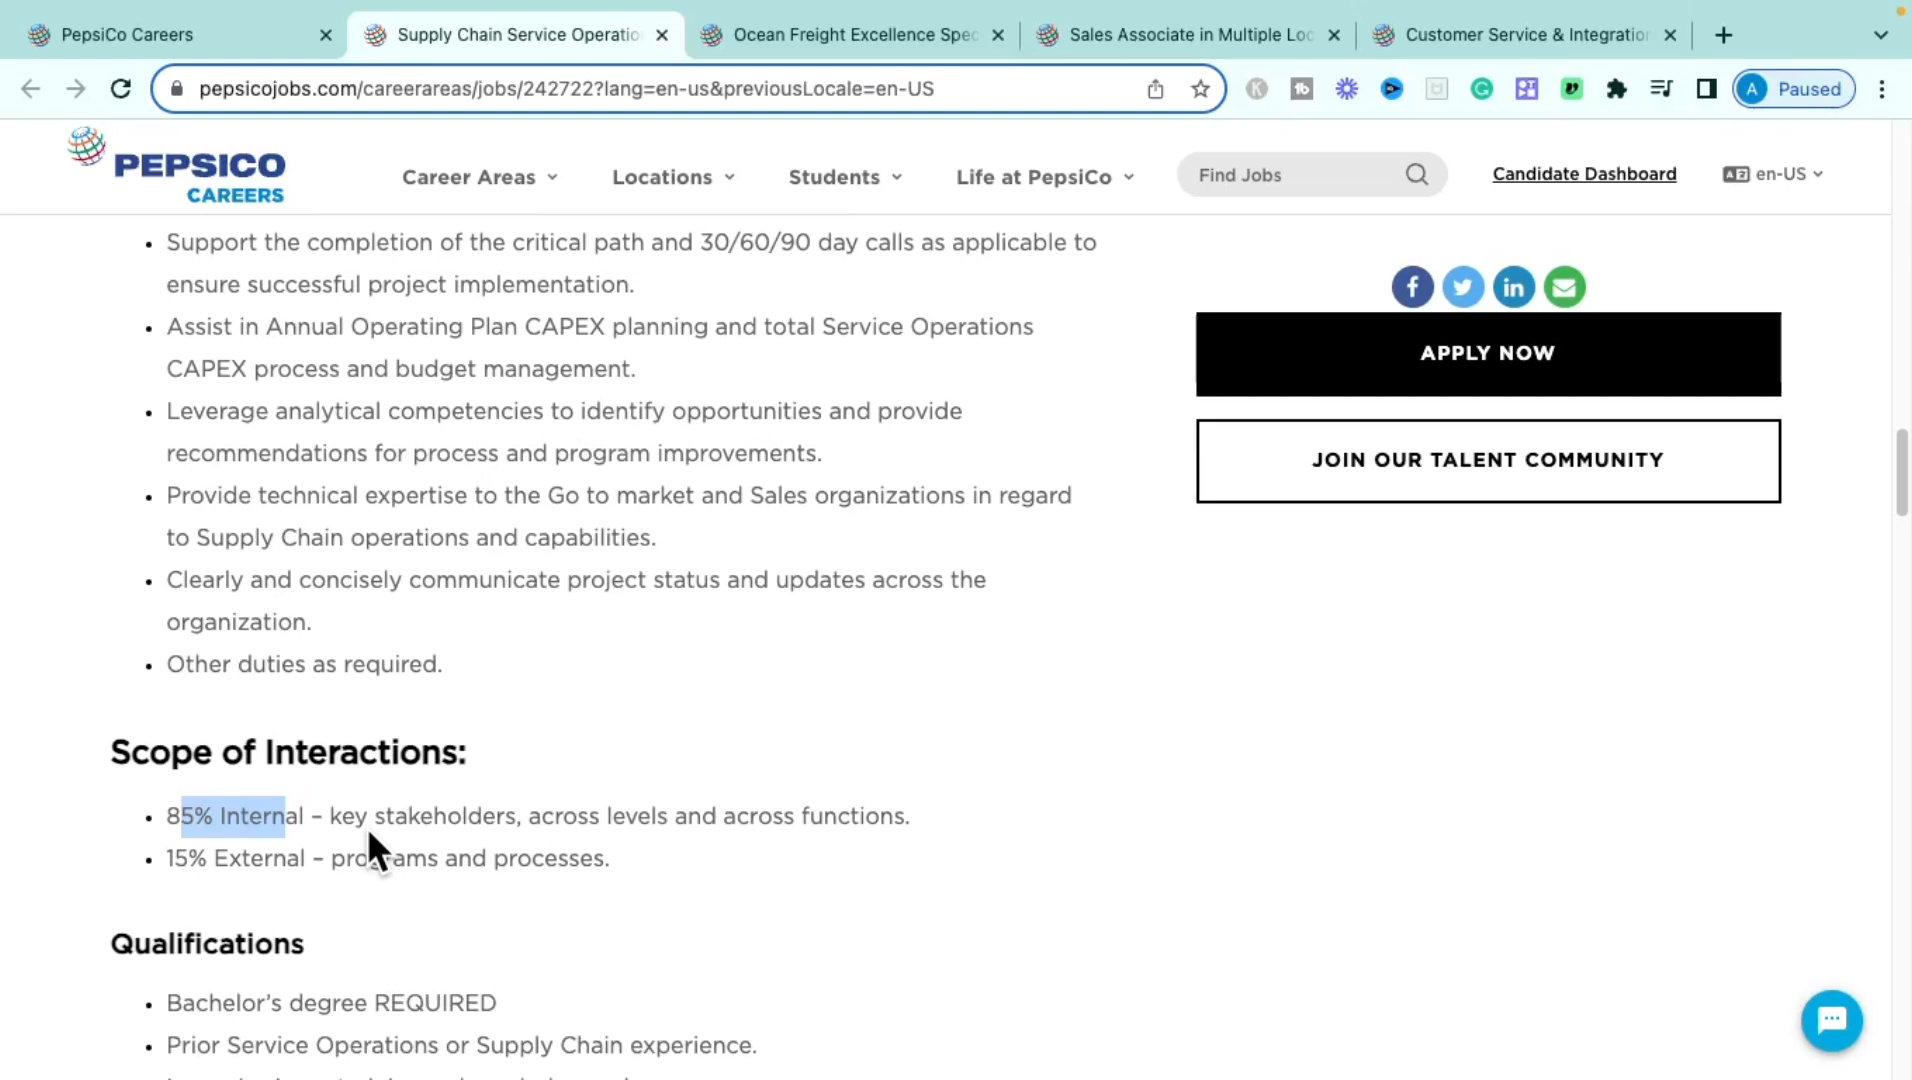 PepsiCo Careers
Supply Chain Service Operatio
Ocean Freight Excellence Spec
Sales Associate in Multiple Loc
Customer Service & Integration
pepsicojobs.com/careerareas/jobs/242722?lang=en-us&previousLocale=en-US
A Paused
PEPSICO
CAREERS
Career Areas
Locations
Students
Life at PepsiCo
Find Jobs
Candidate Dashboard
en-US
• Support the completion of the critical path and 30/60/90 day calls as applicable to
ensure successful project implementation.
• Assist in Annual Operating Plan CAPEX planning and total Service Operations
CAPEX process and budget management.
• Leverage analytical competencies to identify opportunities and provide
recommendations for process and program improvements.
• Provide technical expertise to the Go to market and Sales organizations in regard
to Supply Chain operations and capabilities.
• Clearly and concisely communicate project status and updates across the
organization.
• Other duties as required.
APPLY NOW
JOIN OUR TALENT COMMUNITY
Scope of Interactions:
• 85% Internal – key stakeholders, across levels and across functions.
• 15% External – programs and processes.
Qualifications
• Bachelor’s degree REQUIRED
• Prior Service Operations or Supply Chain experience.